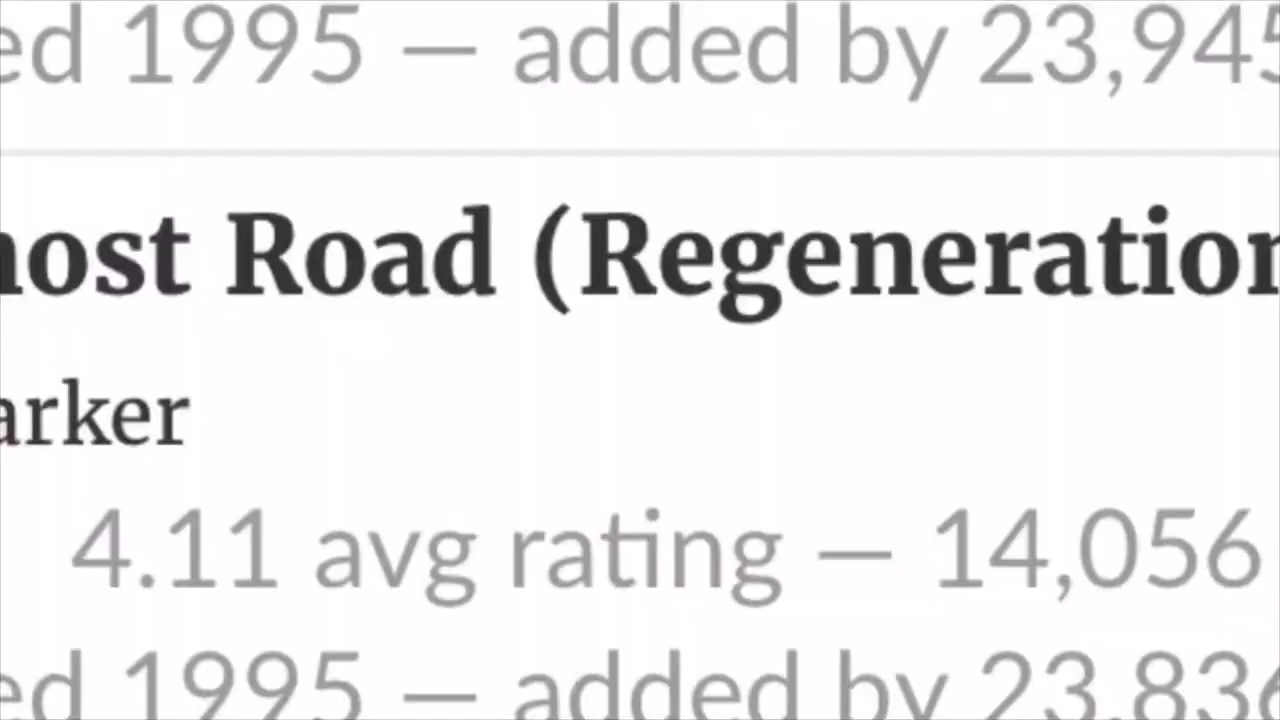 ed 1995 — added by 23,945
host Road (Regeneration
arker
4.11 avg rating — 14,056
ed 1995 — added by 23,836